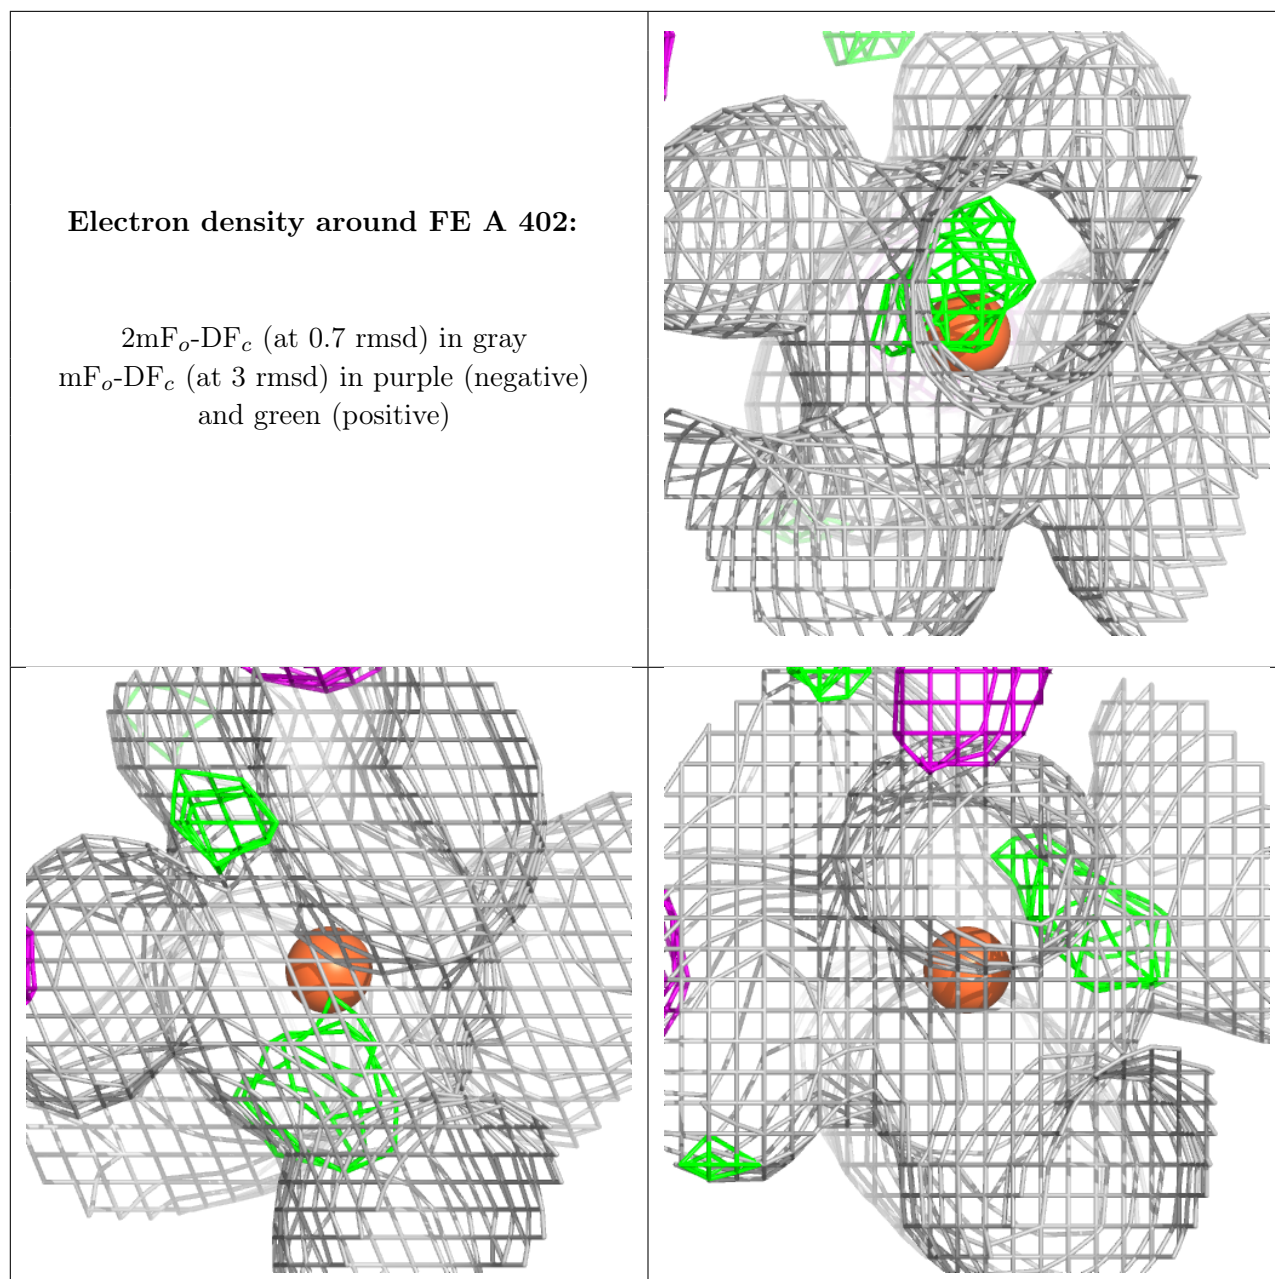 Electron density around FE A 402:
2mFo-DFc (at 0.7 rmsd) in gray
mFo-DFc (at 3 rmsd) in purple (negative)
and green (positive)